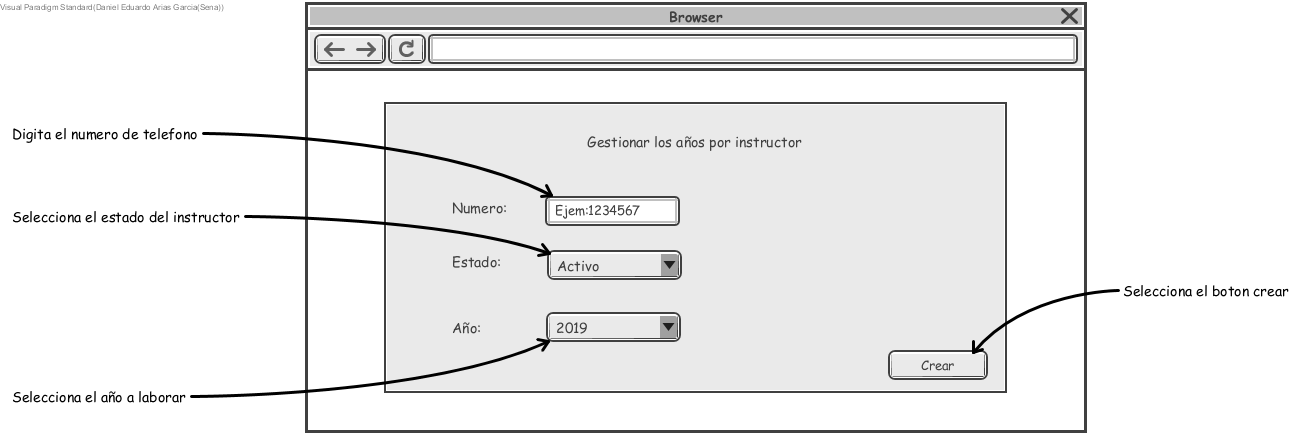 Visual Paradigm Standard(Daniel Eduardo Arias Garcia(Sena))
Browser
Digita el numero de telefono
Gestionar los años por instructor
Numero:
Ejem:1234567
Selecciona el estado del instructor
Estado:
Activo
Selecciona el boton crear
Año:
2019
Crear
Selecciona el año a laborar